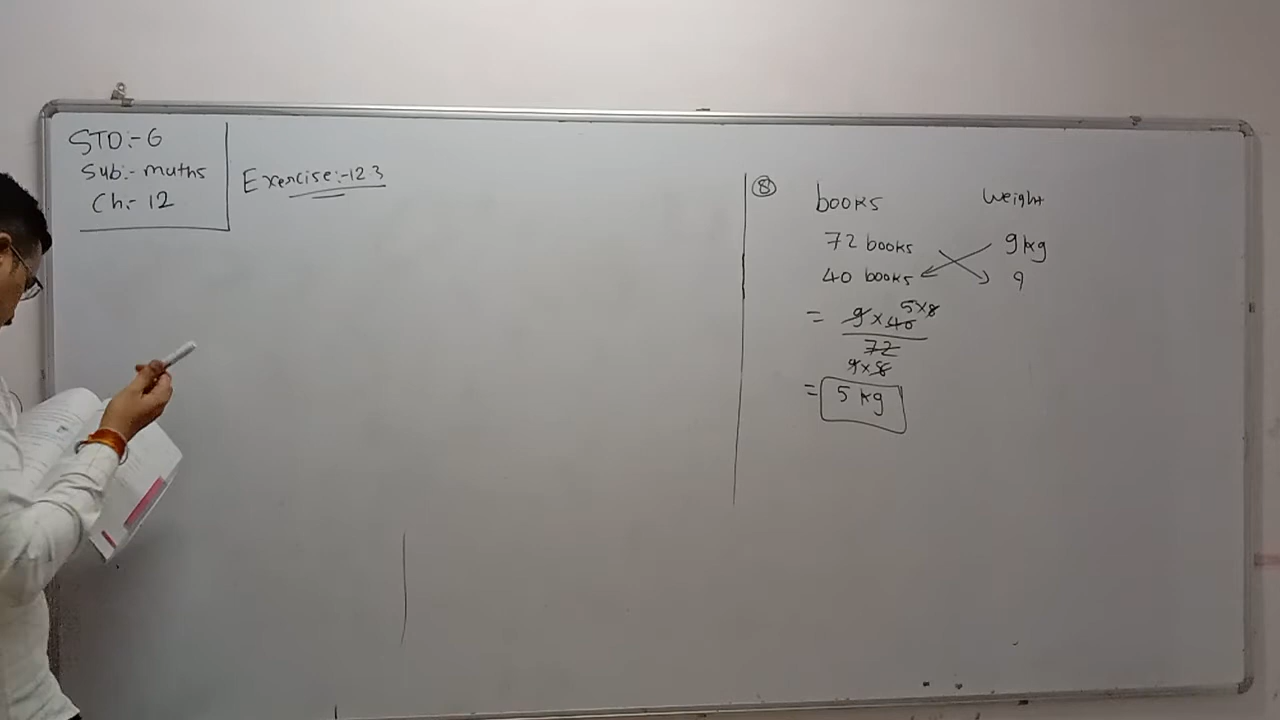 STD:- 6
Sub:- maths
Ch:- 12
Exercise:-12.3
⑧
books weight
72 books 9kg
40 books 9
5×8
= 9×40
72
9×8
= 5 kg